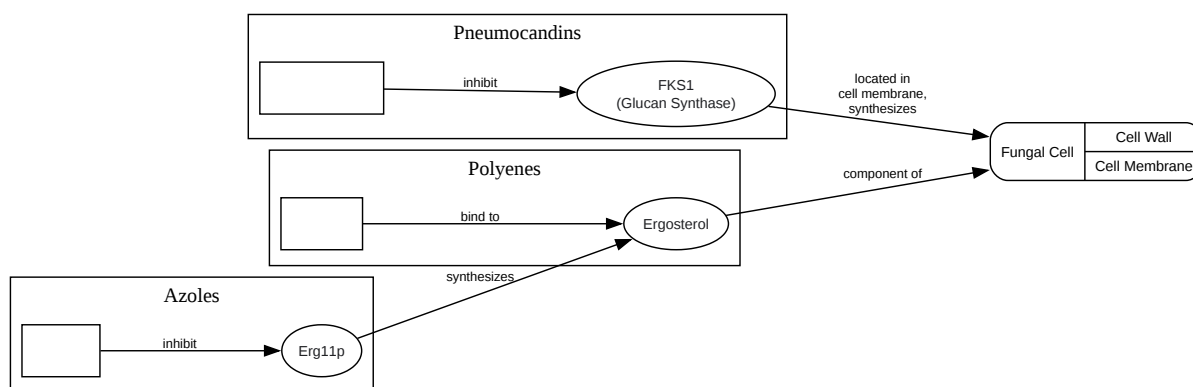 Pneumocandins
inhibit
FKS1
(Glucan Synthase)
located in
cell membrane,
synthesizes
Fungal Cell
Cell Wall
Cell Membrane
Polyenes
bind to
Ergosterol
component of
synthesizes
Azoles
inhibit
Erg11p